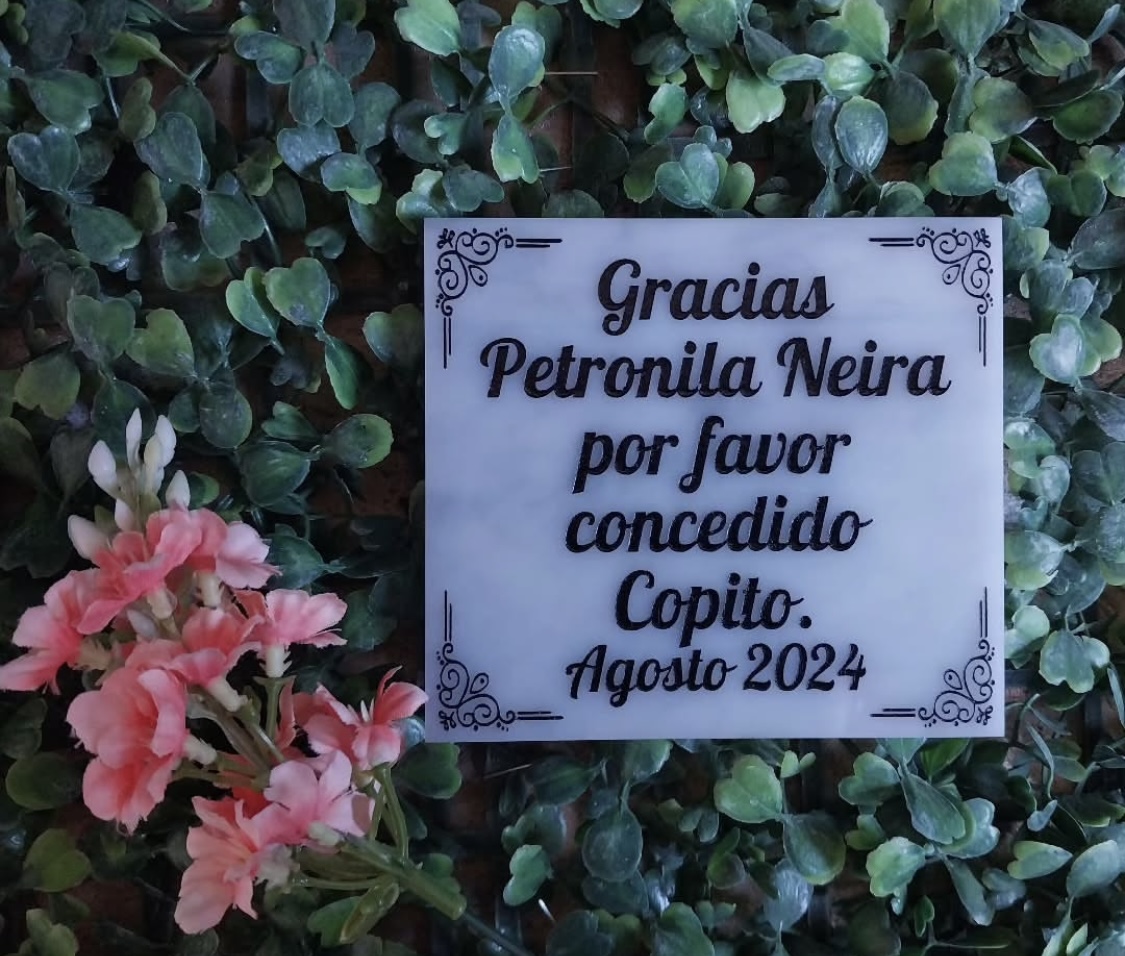 Gracias
Petronila Neira
por favor
concedido
Copito.
Agosto 2024